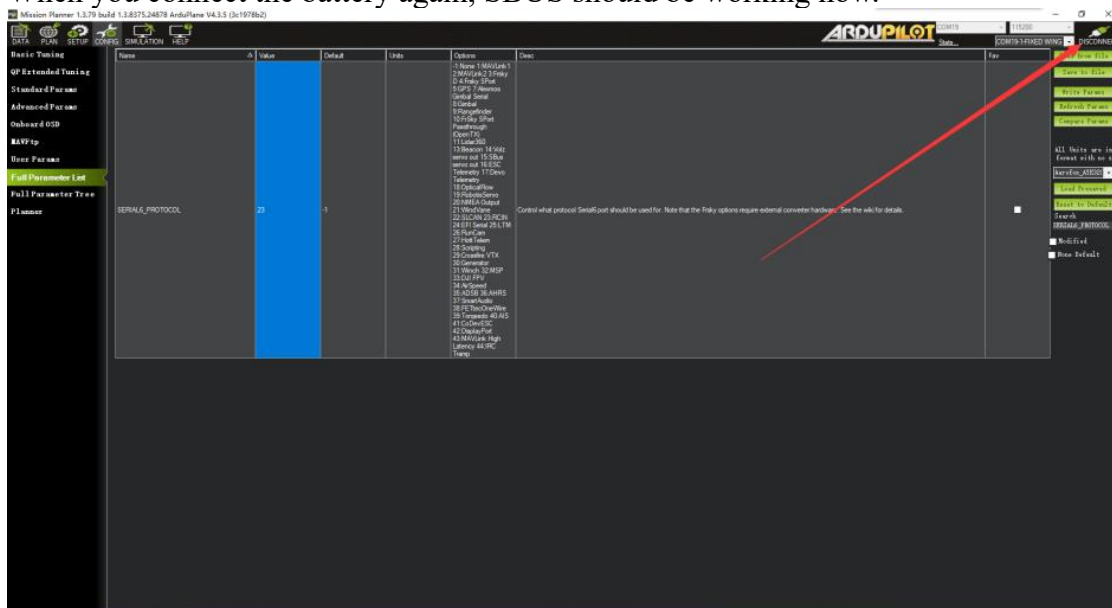 when you connect the battery again, SBUS should be working now.
Mission Planner 1.3.79 build 1.3.8375.24878 ArduPlane V4.3.5 (3c1978b2)
DATA PLAN SETUP CONFIG SIMULATION HELP
ARDUPILOT
COM19 115200
Stats...
COM19-1-FIXED WING DISCONNE
Basic Tuning
QP Extended Tuning
Standard Params
Advanced Params
Onboard OSD
MAVFtp
User Params
Full Parameter List
Full Parameter Tree
Planner
Name Value Default Units Options Desc Fav
SERIAL6_PROTOCOL 23 -1
-1:None 1:MAVLink1
2:MAVLink2 3:Frsky
D 4:Frsky SPort
5:GPS 7:Alexmos
Gimbal Serial
8:Gimbal
9:Rangefinder
10:FrSky SPort
Passthrough
(OpenTX)
11:Lidar360
13:Beacon 14:Volz
servo out 15:SBus
servo out 16:ESC
Telemetry 17:Devo
Telemetry
18:OpticalFlow
19:RobotisServo
20:NMEA Output
21:WindVane
22:SLCAN 23:RCIN
24:EFI Serial 25:LTM
26:RunCam
27:HottTelem
28:Scripting
29:Crossfire VTX
30:Generator
31:Winch 32:MSP
33:DJI FPV
34:AirSpeed
35:ADSB 36:AHRS
37:SmartAudio
38:FETtecOneWire
39:Torqeedo 40:AIS
41:CoDevESC
42:DisplayPort
43:MAVLink High
Latency 44:IRC
Tramp
Control what protocol Serial6 port should be used for. Note that the Frsky options require external converter hardware. See the wiki for details.
from file
Save to file
Write Params
Refresh Params
Compare Params
All Units are in
format with no s
Load Presaved
Reset to Default
Search
SERIAL6_PROTOCOL
Modified
None Default